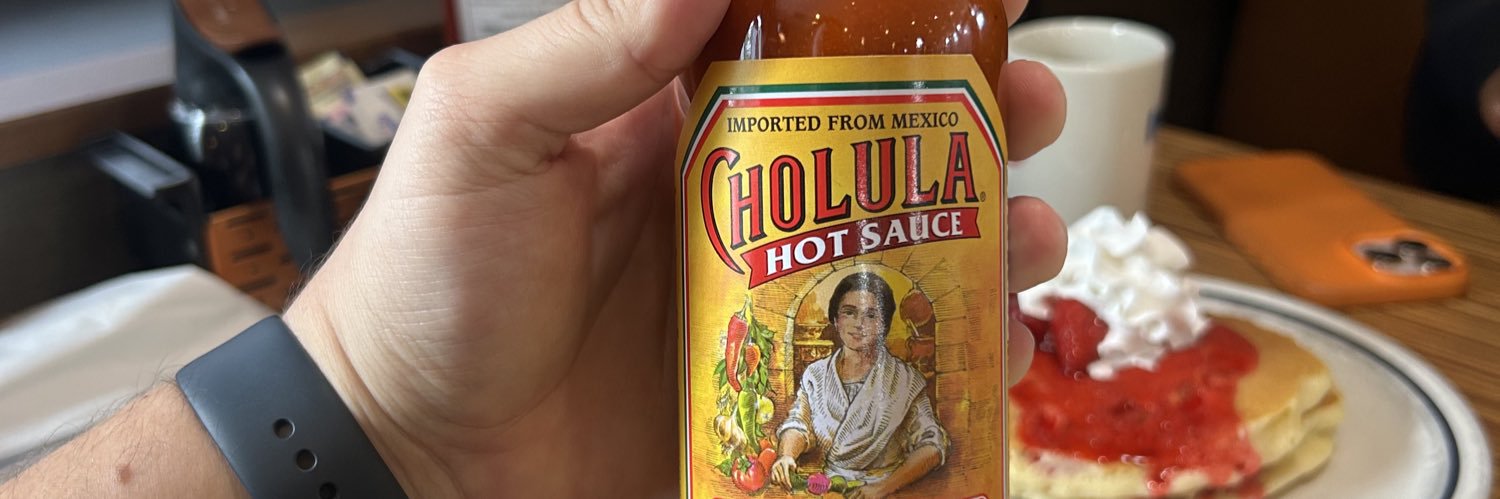 IMPORTED FROM MEXICO
CHOLULA®
HOT SAUCE